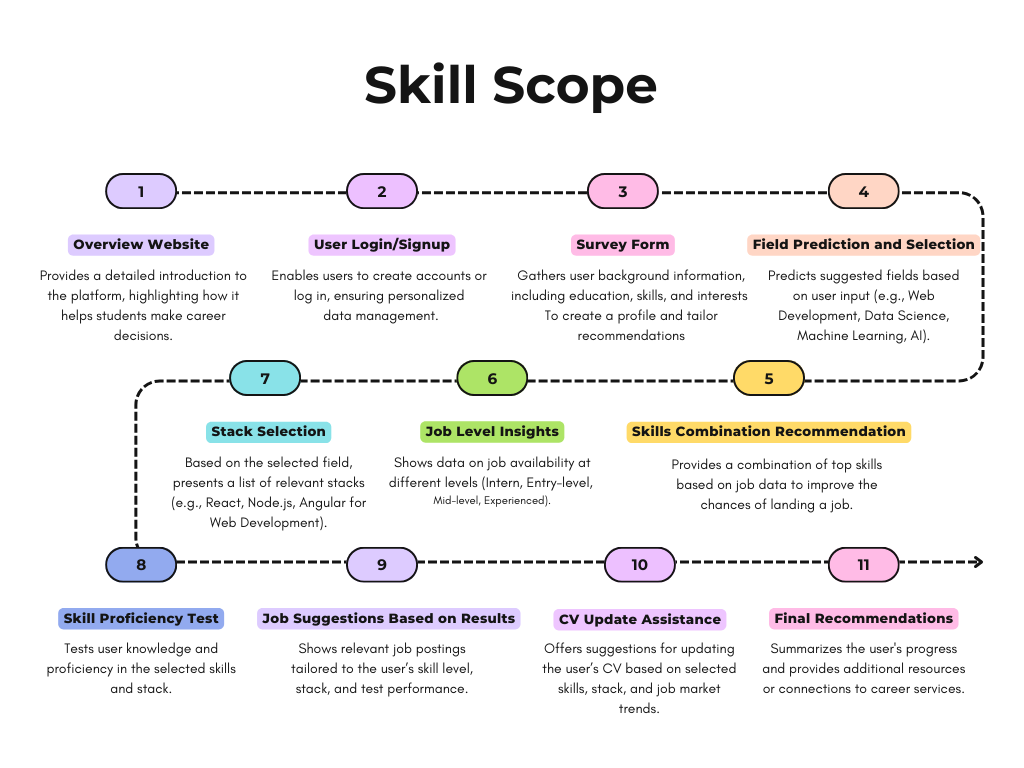 Skill Scope
1
2
3
4
Overview Website
User Login/Signup
Survey Form
Field Prediction and Selection
Provides a detailed introduction to
the platform, highlighting how it
helps students make career
decisions.
Enables users to create accounts or
log in, ensuring personalized
data management.
Gathers user background information,
including education, skills, and interests
To create a profile and tailor
recommendations
Predicts suggested fields based
on user input (e.g., Web
Development, Data Science,
Machine Learning, AI).
5
6
7
Skills Combination Recommendation
Provides a combination of top skills
based on job data to improve the
chances of landing a job.
Job Level Insights
Shows data on job availability at
different levels (Intern, Entry-level,
Mid-level, Experienced).
Stack Selection
Based on the selected field,
presents a list of relevant stacks
(e.g., React, Node.js, Angular for
Web Development).
8
9
10
11
Skill Proficiency Test
Tests user knowledge and
proficiency in the selected skills
and stack.
Job Suggestions Based on Results
Shows relevant job postings
tailored to the user's skill level,
stack, and test performance.
CV Update Assistance
Offers suggestions for updating
the user's CV based on selected
skills, stack, and job market
trends.
Final Recommendations
Summarizes the user's progress
and provides additional resources
or connections to career services.